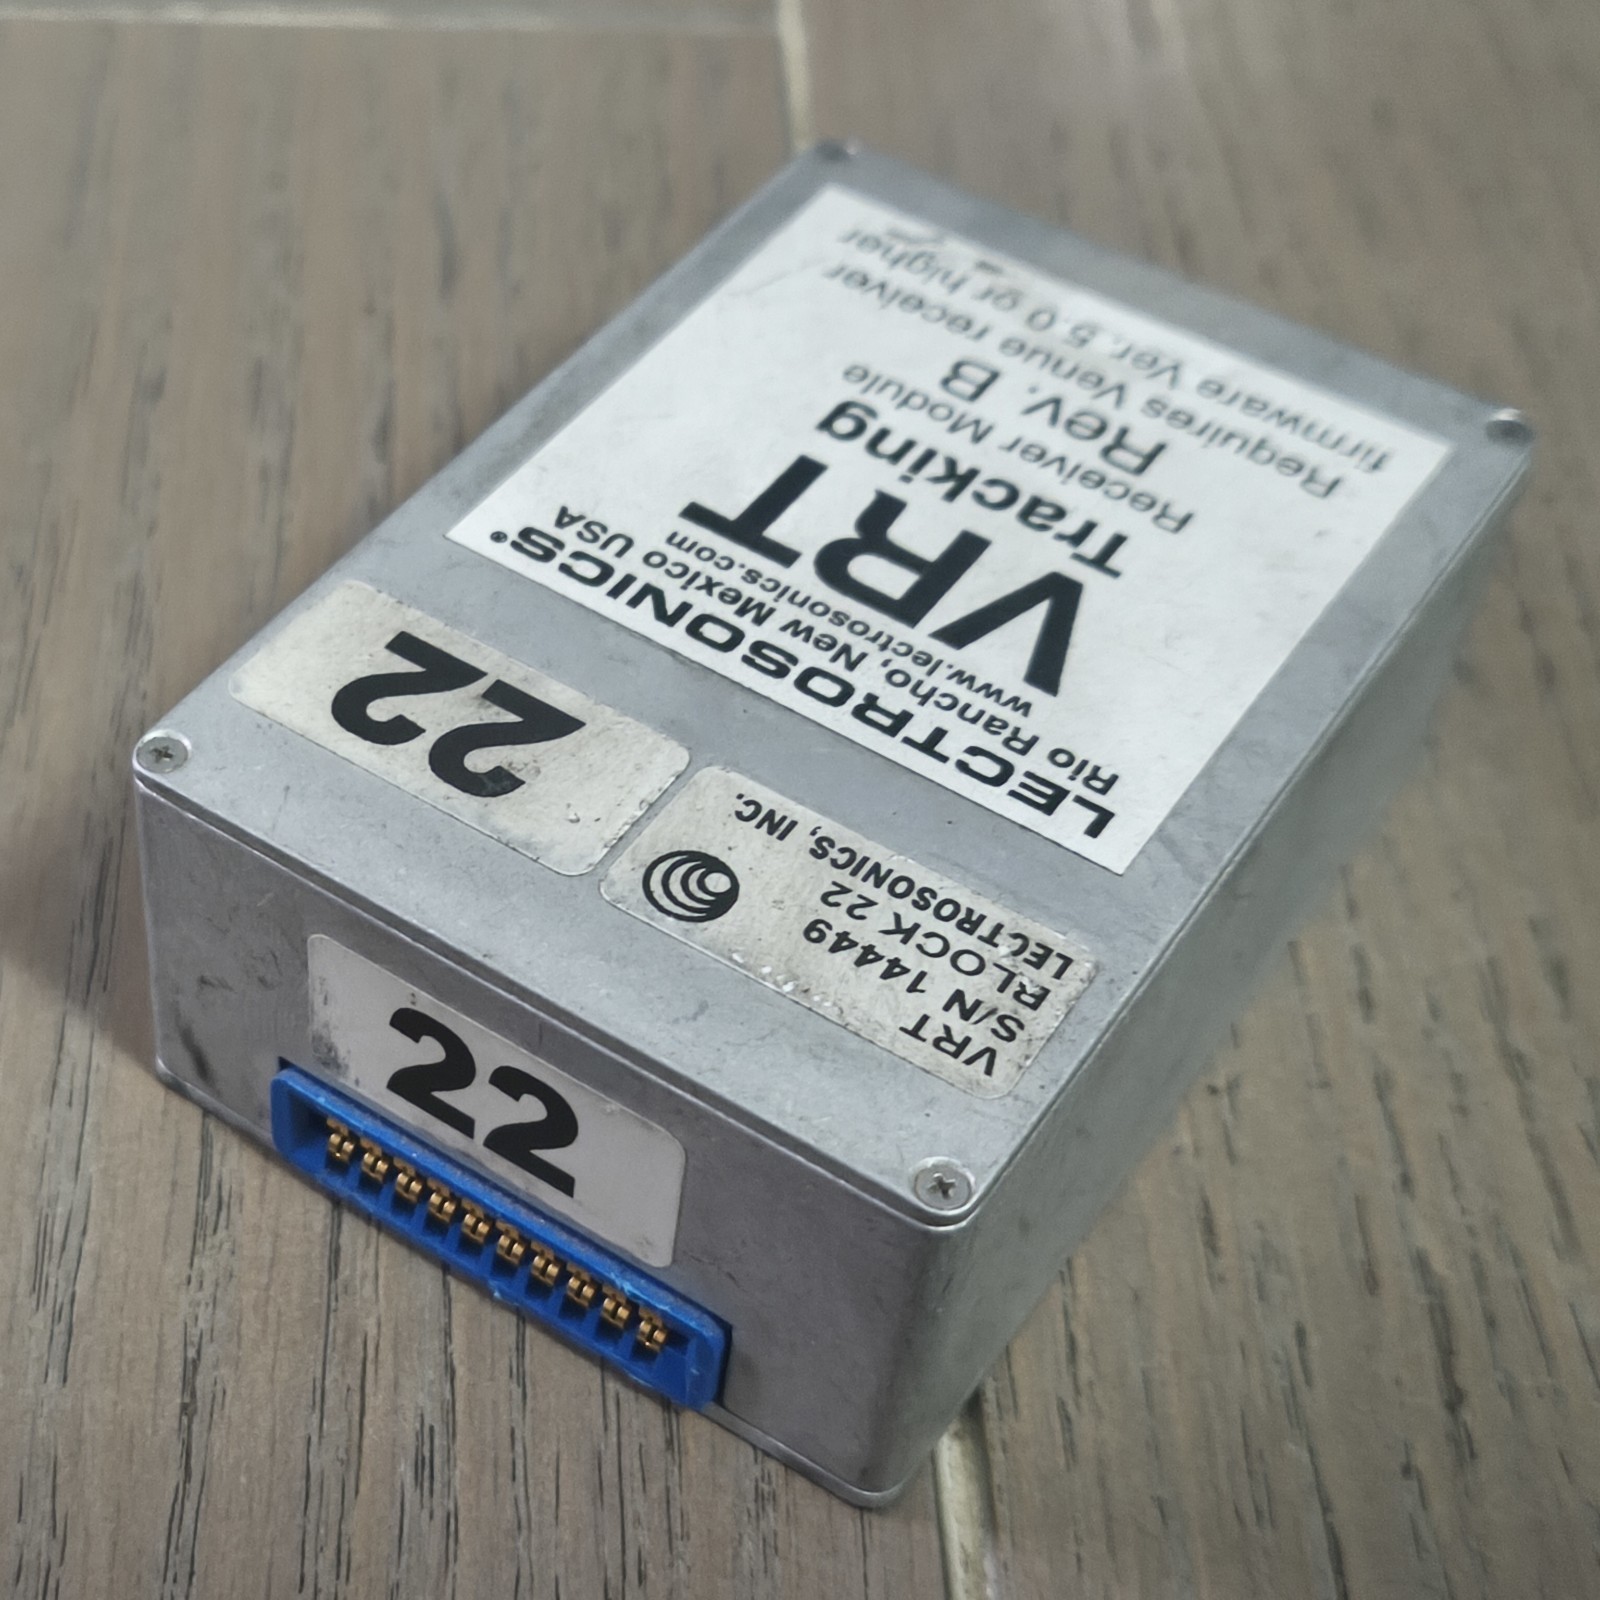 LECTROSONICS®
Rio Rancho, New Mexico USA
www.lectrosonics.com
VRT
Tracking
Receiver Module
Rev. B
Requires Venue receiver
firmware Ver. 5.0 or higher
22
VRT
S/N 14449
BLOCK 22
LECTROSONICS, INC.
22